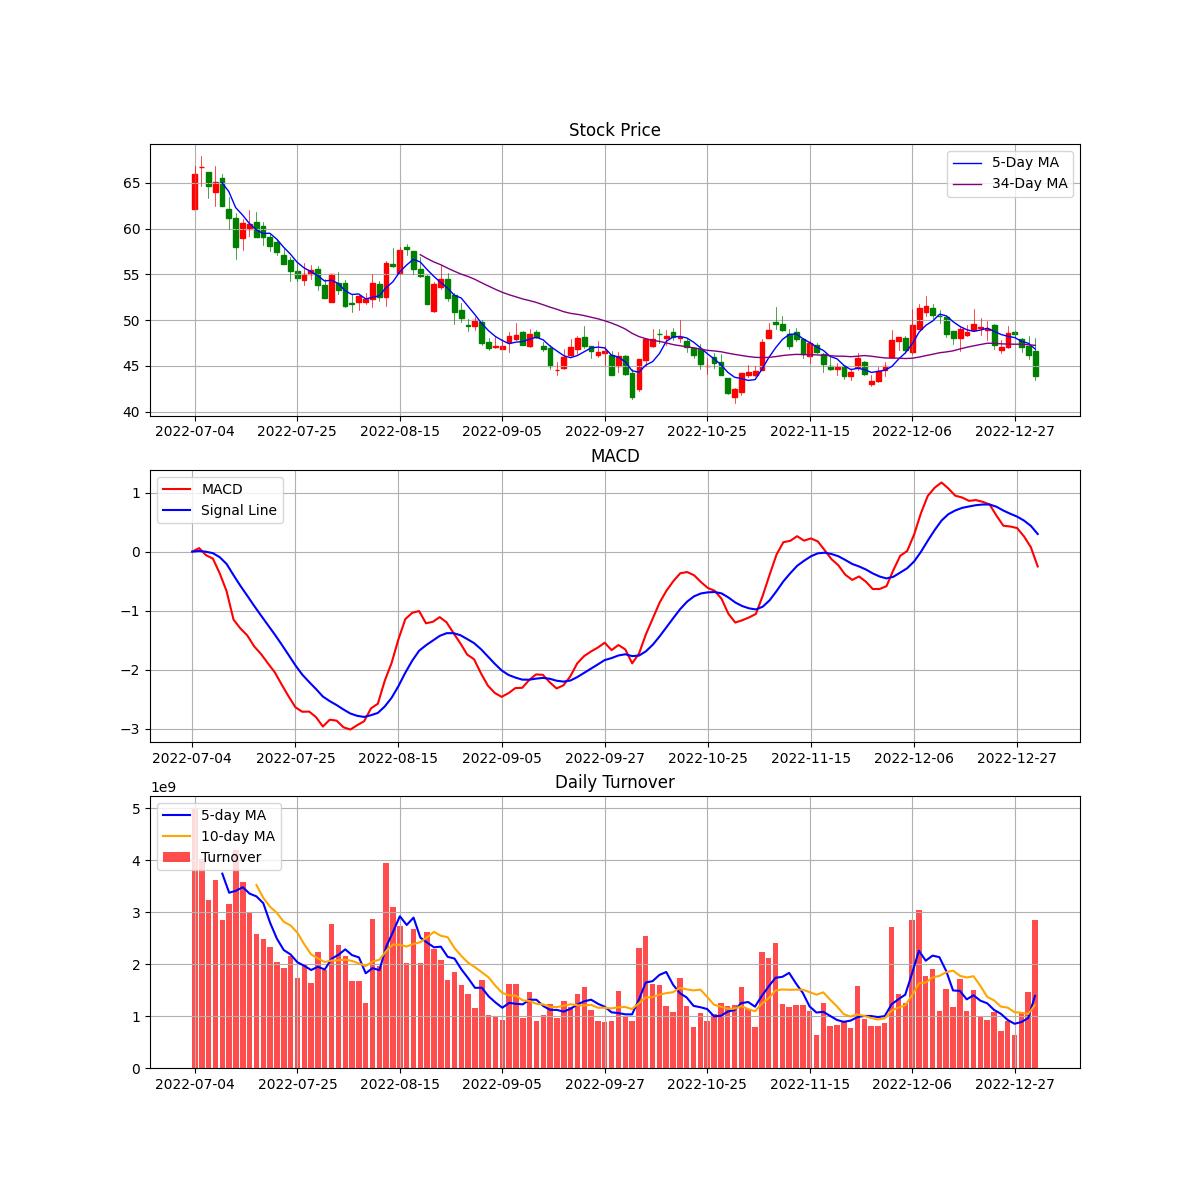 Stock Price
5-Day MA
34-Day MA
65
60
55
50
45
40
2022-07-04 2022-07-25 2022-08-15 2022-09-05 2022-09-27 2022-10-25 2022-11-15 2022-12-06 2022-12-27
MACD
MACD
Signal Line
1
0
−1
−2
−3
2022-07-04 2022-07-25 2022-08-15 2022-09-05 2022-09-27 2022-10-25 2022-11-15 2022-12-06 2022-12-27
Daily Turnover
1e9
5-day MA
10-day MA
Turnover
5
4
3
2
1
0
2022-07-04 2022-07-25 2022-08-15 2022-09-05 2022-09-27 2022-10-25 2022-11-15 2022-12-06 2022-12-27